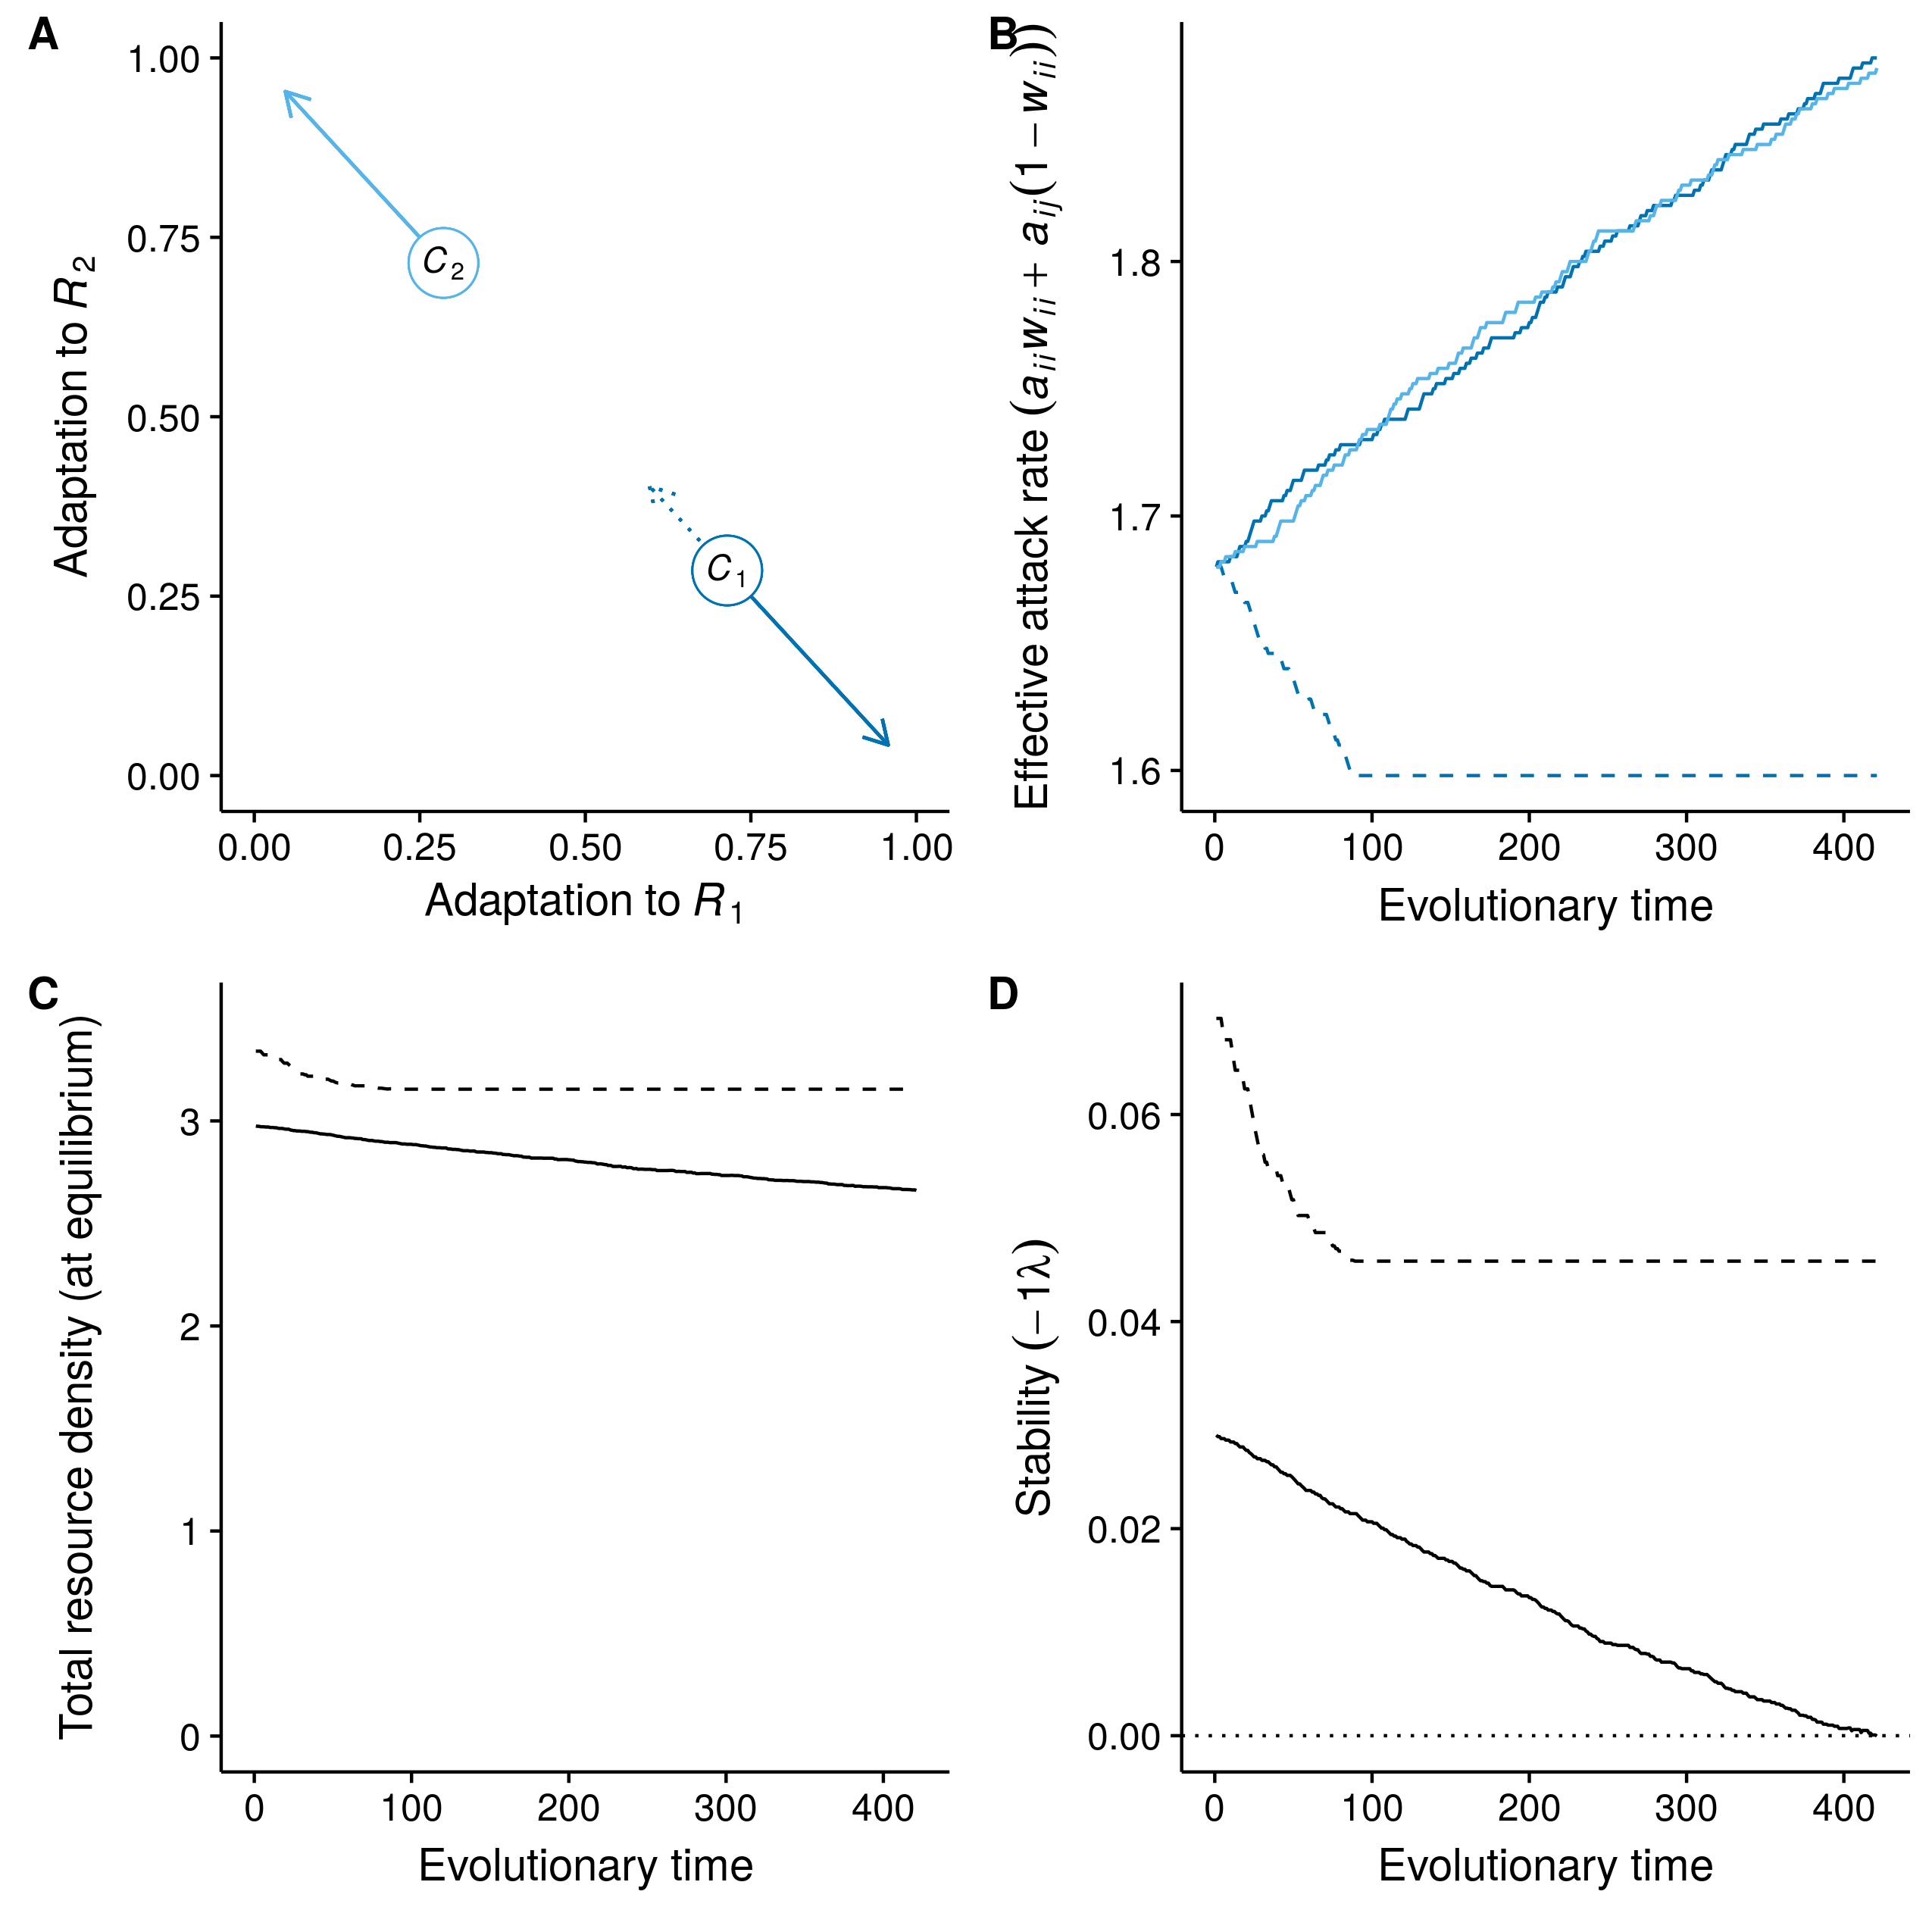 A
Adaptation to R2
1.00
0.75
0.50
0.25
0.00
C2
C1
0.00 0.25 0.50 0.75 1.00
Adaptation to R1
B
Effective attack rate (aiiwii + aij(1 − wii))
1.8
1.7
1.6
0 100 200 300 400
Evolutionary time
C
Total resource density (at equilibrium)
3
2
1
0
0 100 200 300 400
Evolutionary time
D
Stability (− 1λ)
0.06
0.04
0.02
0.00
0 100 200 300 400
Evolutionary time